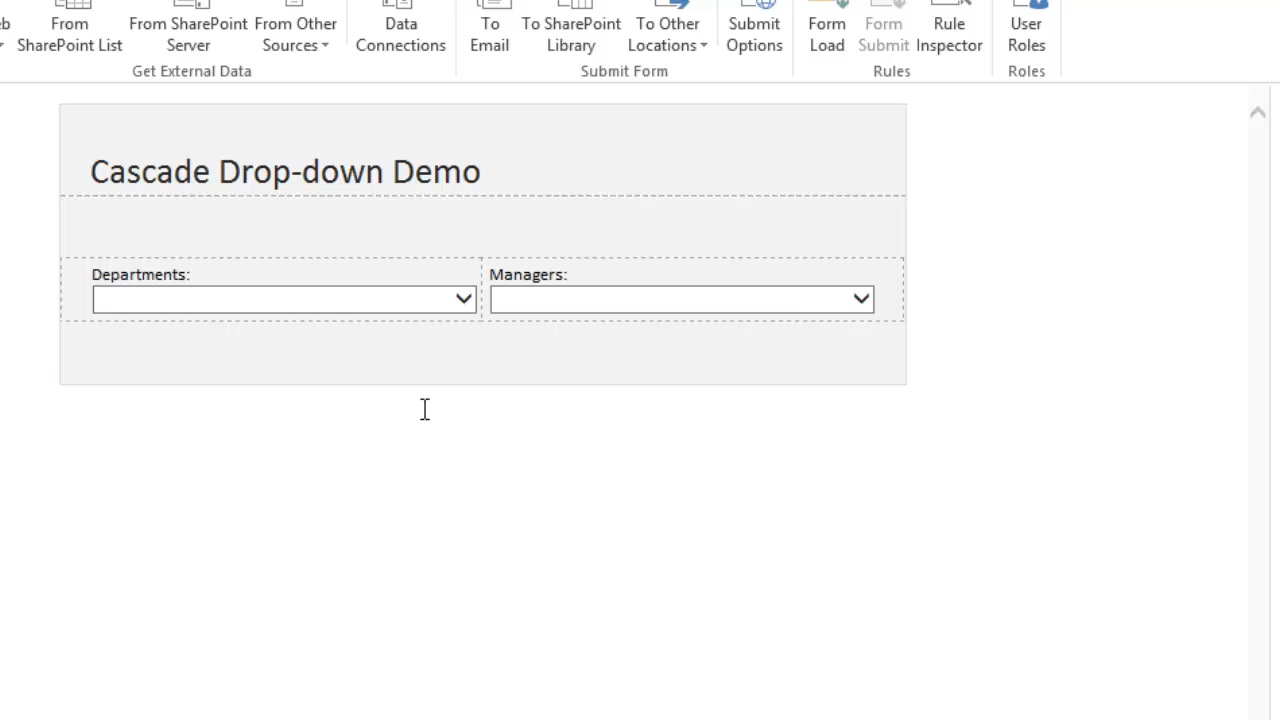 eb From From SharePoint From Other Data To To SharePoint To Other Submit Form Form Rule User
SharePoint List Server Sources Connections Email Library Locations Options Load Submit Inspector Roles
Get External Data Submit Form Rules Roles
Cascade Drop-down Demo
Departments: Managers: